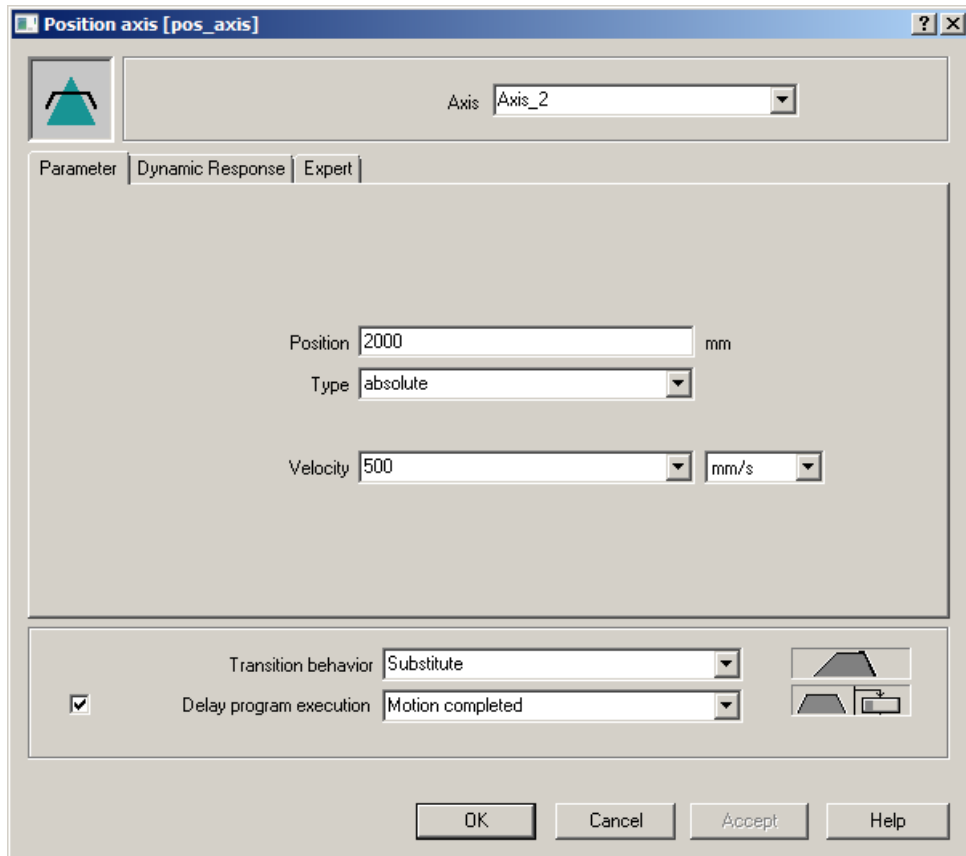 Position axis [pos_axis]
Axis Axis_2
Parameter Dynamic Response Expert
Position 2000 mm
Type absolute
Velocity 500 mm/s
Transition behavior Substitute
Delay program execution Motion completed
OK Cancel Accept Help